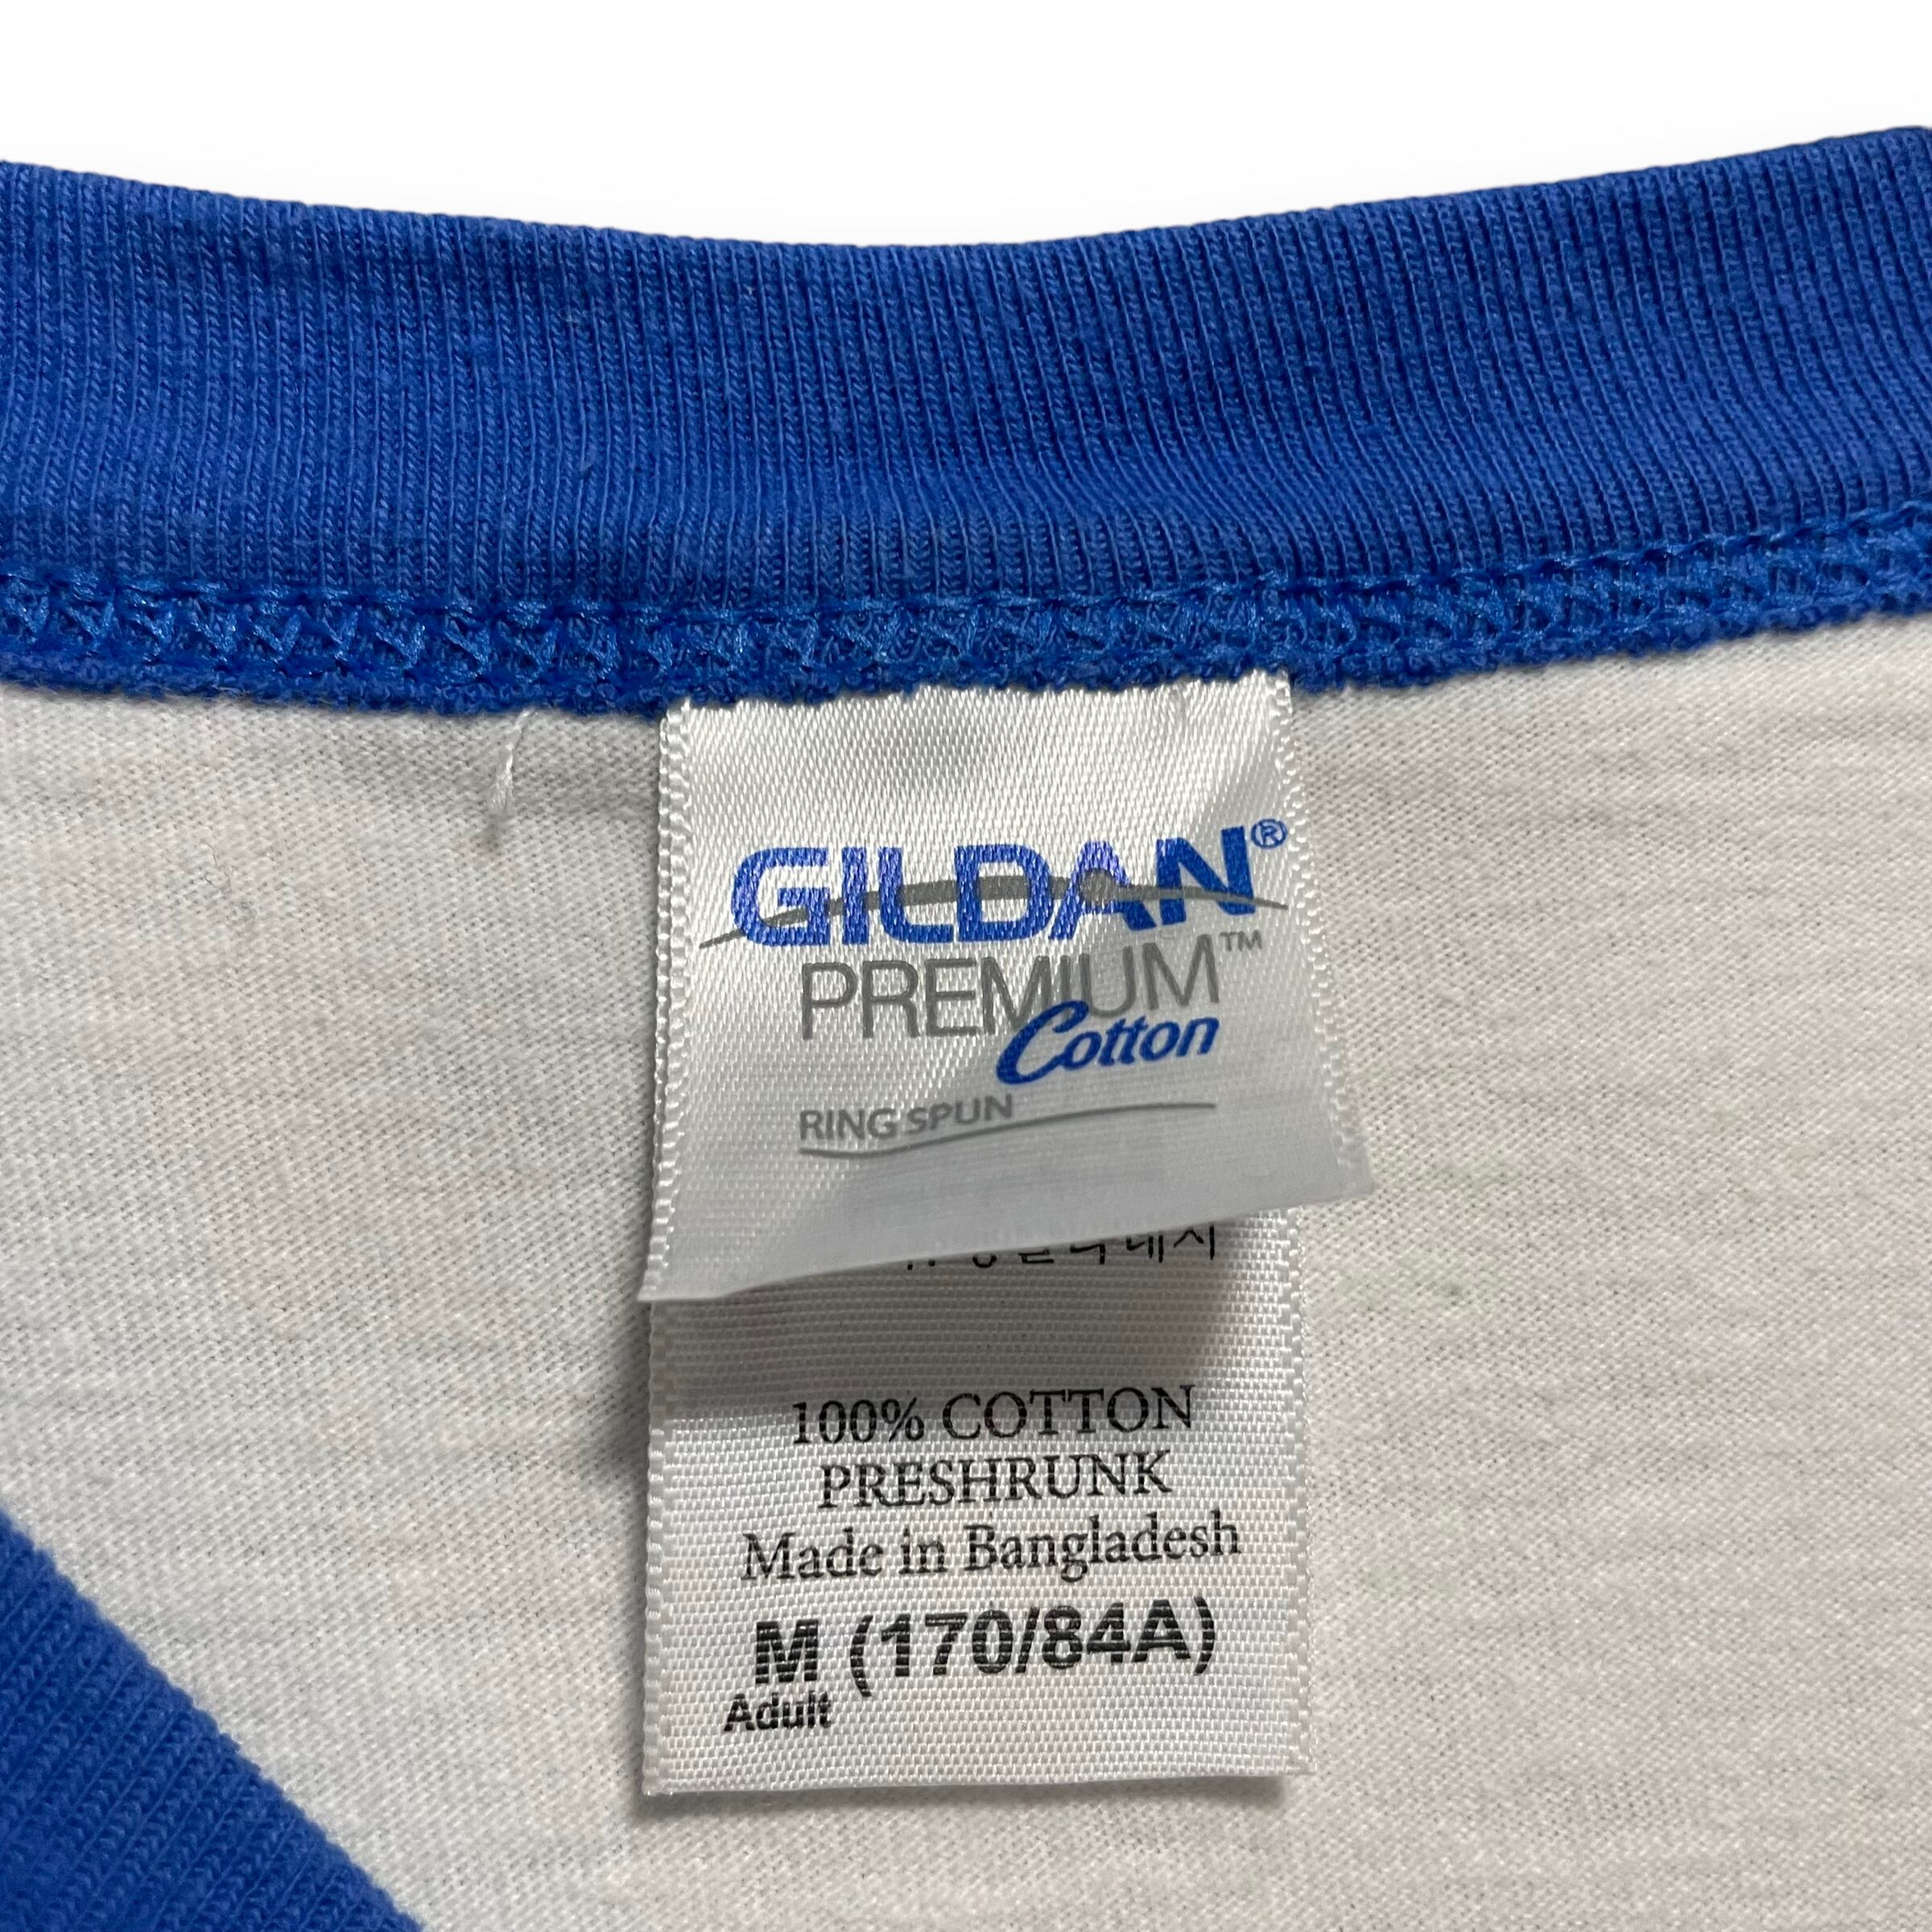 GILDAN®
PREMIUM™
Cotton
RING SPUN
100% COTTON
PRESHRUNK
Made in Bangladesh
M (170/84A)
Adult